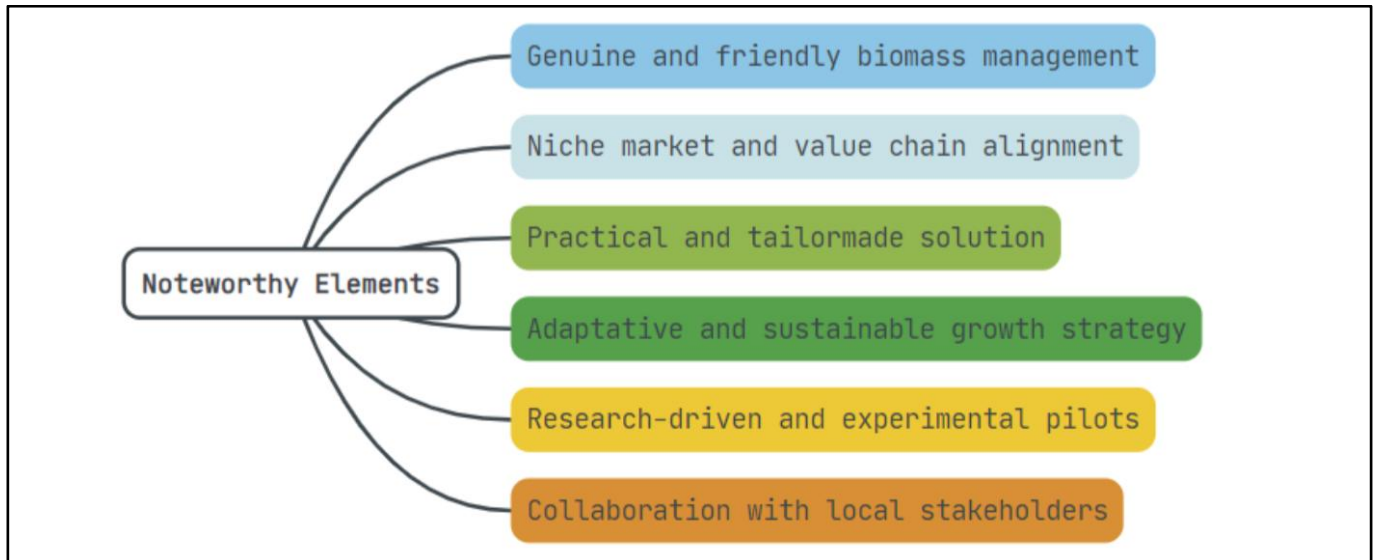 Genuine and friendly biomass management
Niche market and value chain alignment
Practical and tailormade solution
Noteworthy Elements
Adaptative and sustainable growth strategy
Research-driven and experimental pilots
Collaboration with local stakeholders